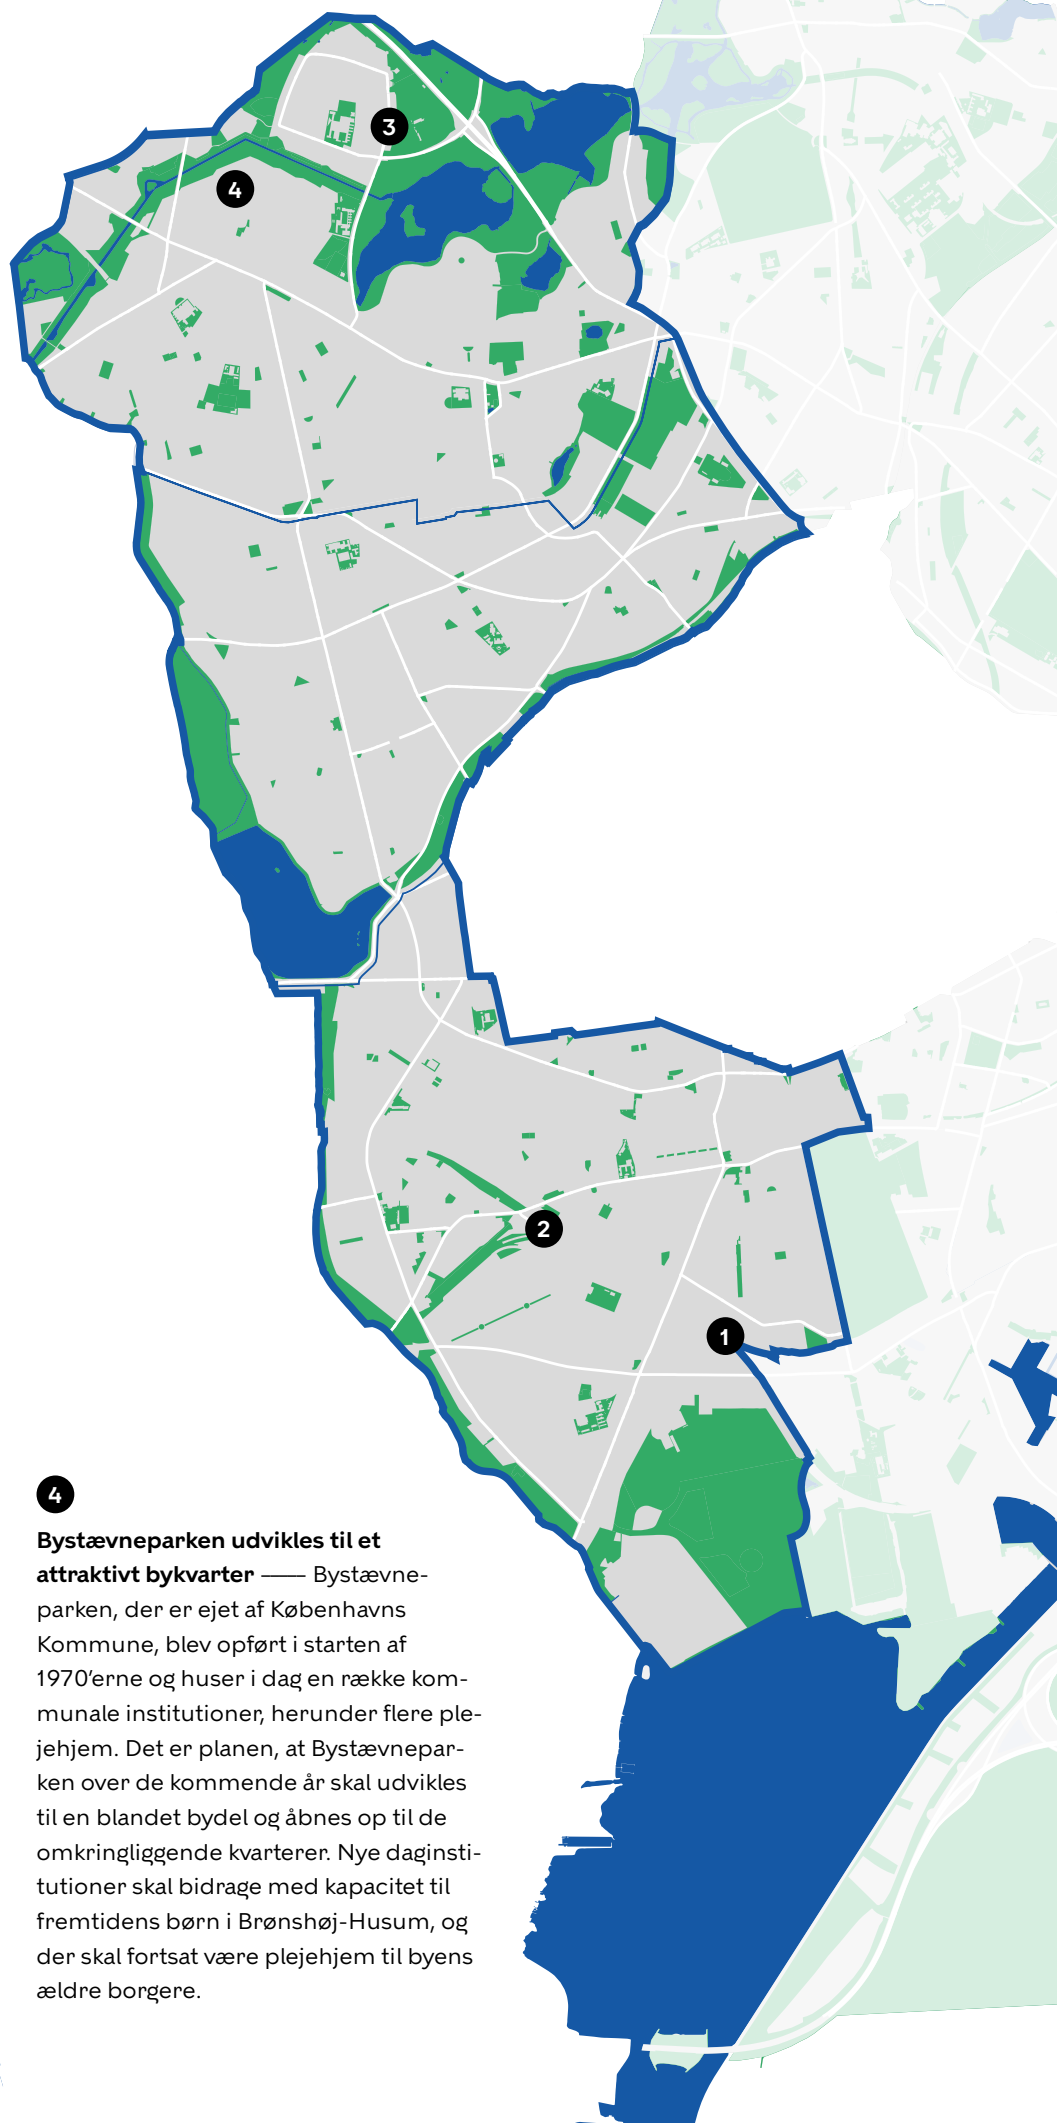 3
4
2
1
4
Bystævneparken udvikles til et
attraktivt bykvarter —— Bystævne-
parken, der er ejet af Københavns
Kommune, blev opført i starten af
1970’erne og huser i dag en række kom-
munale institutioner, herunder flere ple-
jehjem. Det er planen, at Bystævnepar-
ken over de kommende år skal udvikles
til en blandet bydel og åbnes op til de
omkringliggende kvarterer. Nye daginsti-
tutioner skal bidrage med kapacitet til
fremtidens børn i Brønshøj-Husum, og
der skal fortsat være plejehjem til byens
ældre borgere.